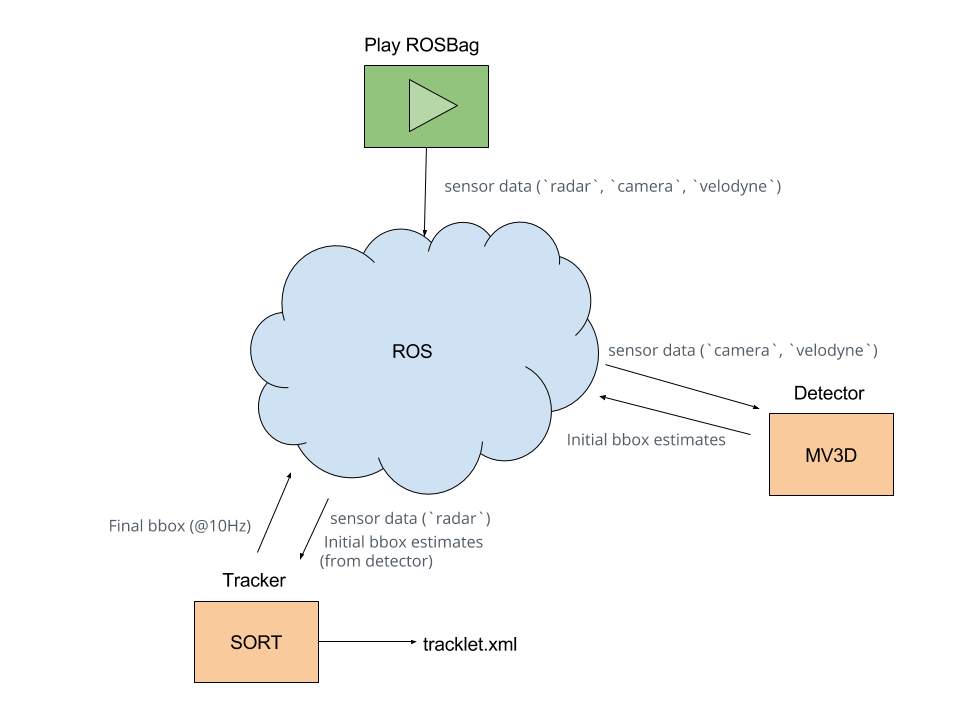 Play ROSBag
sensor data (`radar`, `camera`, `velodyne`)
ROS
sensor data (`camera`, `velodyne`)
Detector
Initial bbox estimates
MV3D
Final bbox (@10Hz)
sensor data (`radar`)
Initial bbox estimates
(from detector)
Tracker
SORT
tracklet.xml